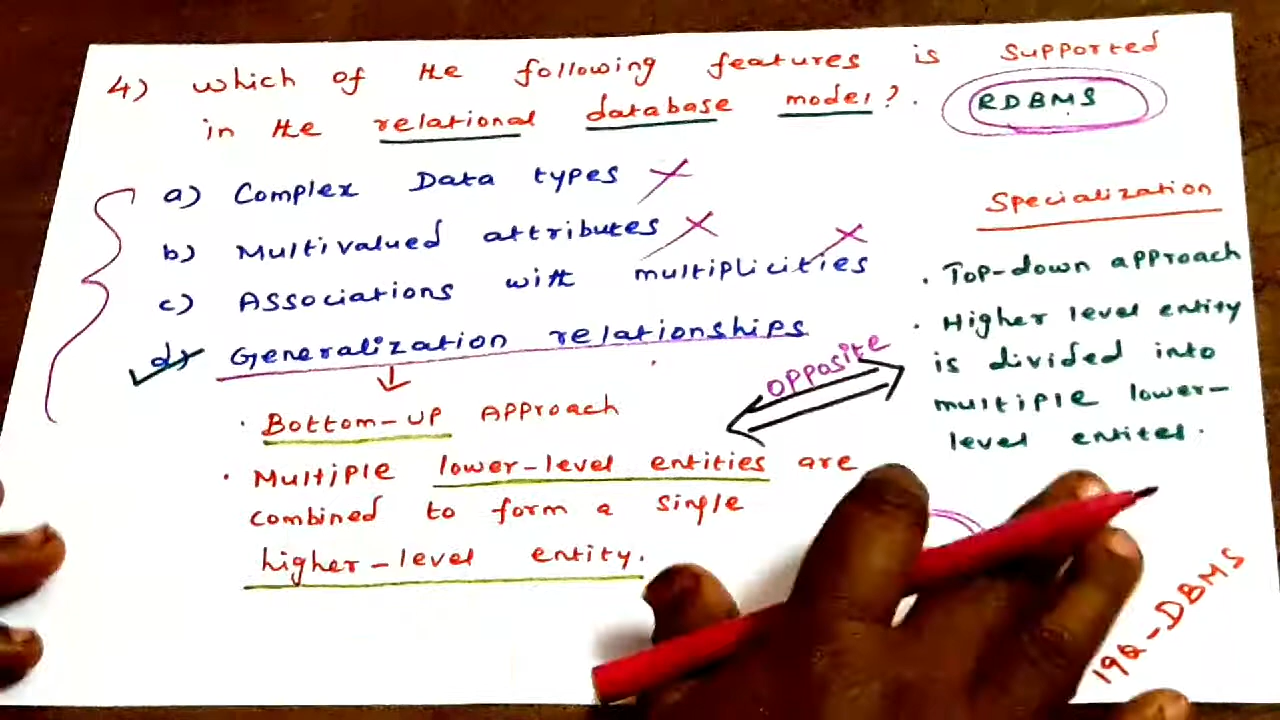 4) which of the following features is supported
in the relational database model?. RDBMS
a) Complex Data types
b) Multivalued attributes
c) Associations with multiplicities
d) Generalization relationships
• Bottom-up Approach
• Multiple lower-level entities are
combined to form a single
higher-level entity.
opposite
Specialization
• Top-down approach
• Higher level entity
is divided into
multiple lower-
level entites.
19Q-DBMS